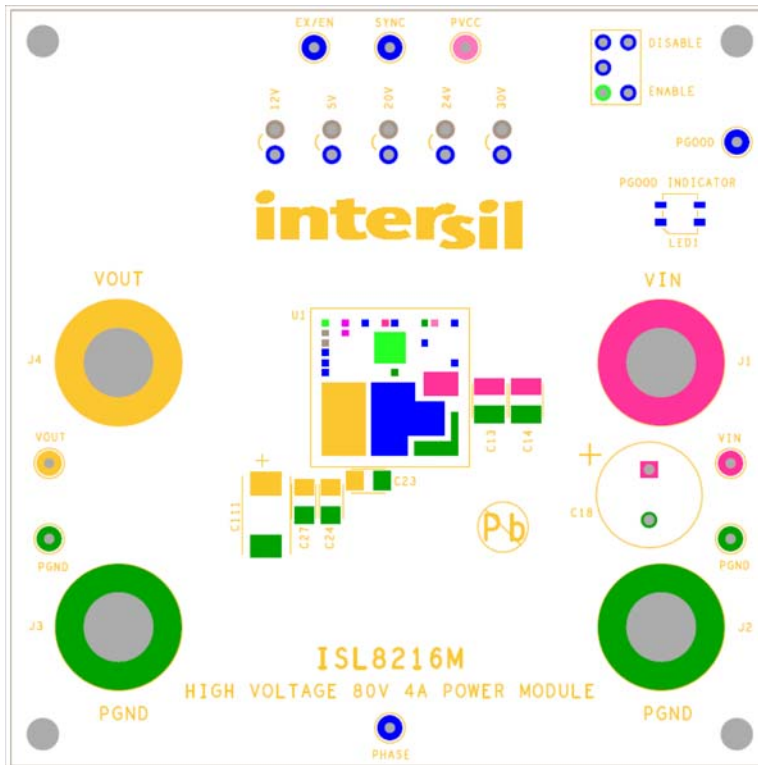 EX/EN SYNC PVCC
DISABLE
ENABLE
12V 5V 20V 24V 30V
PGOOD
PGOOD INDICATOR
LED1
intersil
VOUT VIN
U1
J4 J1
C13 C14
VOUT VIN
+
+
C23
C111 C27 C24
C18
Pb
PGND PGND
J3 J2
ISL8216M
HIGH VOLTAGE 80V 4A POWER MODULE
PGND PGND
PHASE